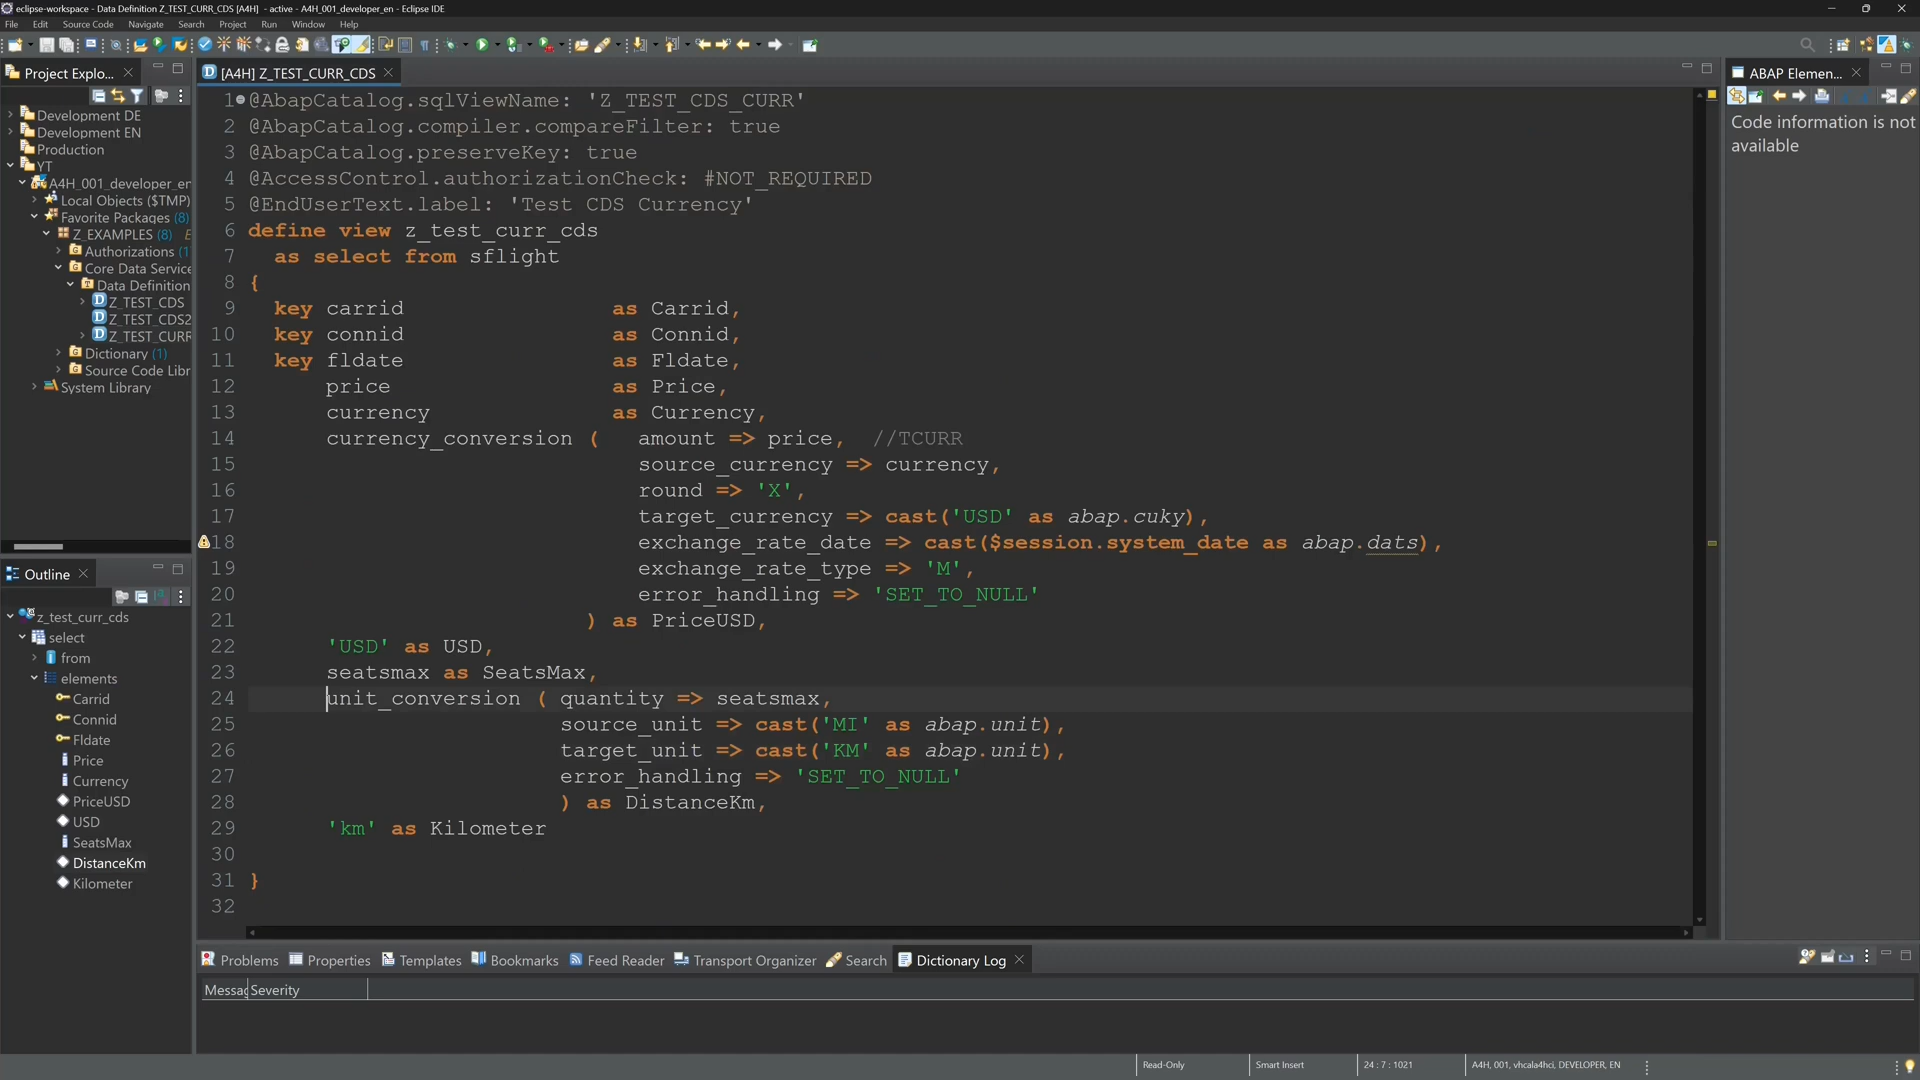 eclipse-workspace - Data Definition Z_TEST_CURR_CDS [A4H]  - active - A4H_001_developer_en - Eclipse IDE
File Edit Source Code Navigate Search Project Run Window Help
Project Explo...
Development DE
Development EN
Production
YT
A4H_001_developer_en
Local Objects ($TMP)
Favorite Packages (8)
Z_EXAMPLES (8)
Authorizations (1
Core Data Service
Data Definition
Z_TEST_CDS
Z_TEST_CDS2
Z_TEST_CURR
Dictionary (1)
Source Code Libr
System Library
Outline
z_test_curr_cds
select
from
elements
Carrid
Connid
Fldate
Price
Currency
PriceUSD
USD
SeatsMax
DistanceKm
Kilometer
[A4H] Z_TEST_CURR_CDS
1 @AbapCatalog.sqlViewName: 'Z_TEST_CDS_CURR'
2 @AbapCatalog.compiler.compareFilter: true
3 @AbapCatalog.preserveKey: true
4 @AccessControl.authorizationCheck: #NOT_REQUIRED
5 @EndUserText.label: 'Test CDS Currency'
6 define view z_test_curr_cds
7 as select from sflight
8 {
9 key carrid as Carrid,
10 key connid as Connid,
11 key fldate as Fldate,
12 price as Price,
13 currency as Currency,
14 currency_conversion ( amount => price, //TCURR
15 source_currency => currency,
16 round => 'X',
17 target_currency => cast('USD' as abap.cuky),
18 exchange_rate_date => cast($session.system_date as abap.dats),
19 exchange_rate_type => 'M',
20 error_handling => 'SET_TO_NULL'
21 ) as PriceUSD,
22 'USD' as USD,
23 seatsmax as SeatsMax,
24 unit_conversion ( quantity => seatsmax,
25 source_unit => cast('MI' as abap.unit),
26 target_unit => cast('KM' as abap.unit),
27 error_handling => 'SET_TO_NULL'
28 ) as DistanceKm,
29 'km' as Kilometer
30
31 }
32
ABAP Elemen...
Code information is not
available
Problems Properties Templates Bookmarks Feed Reader Transport Organizer Search Dictionary Log
Messag Severity
Read-Only Smart Insert 24 : 7 : 1021 A4H, 001, vhcala4hci, DEVELOPER, EN